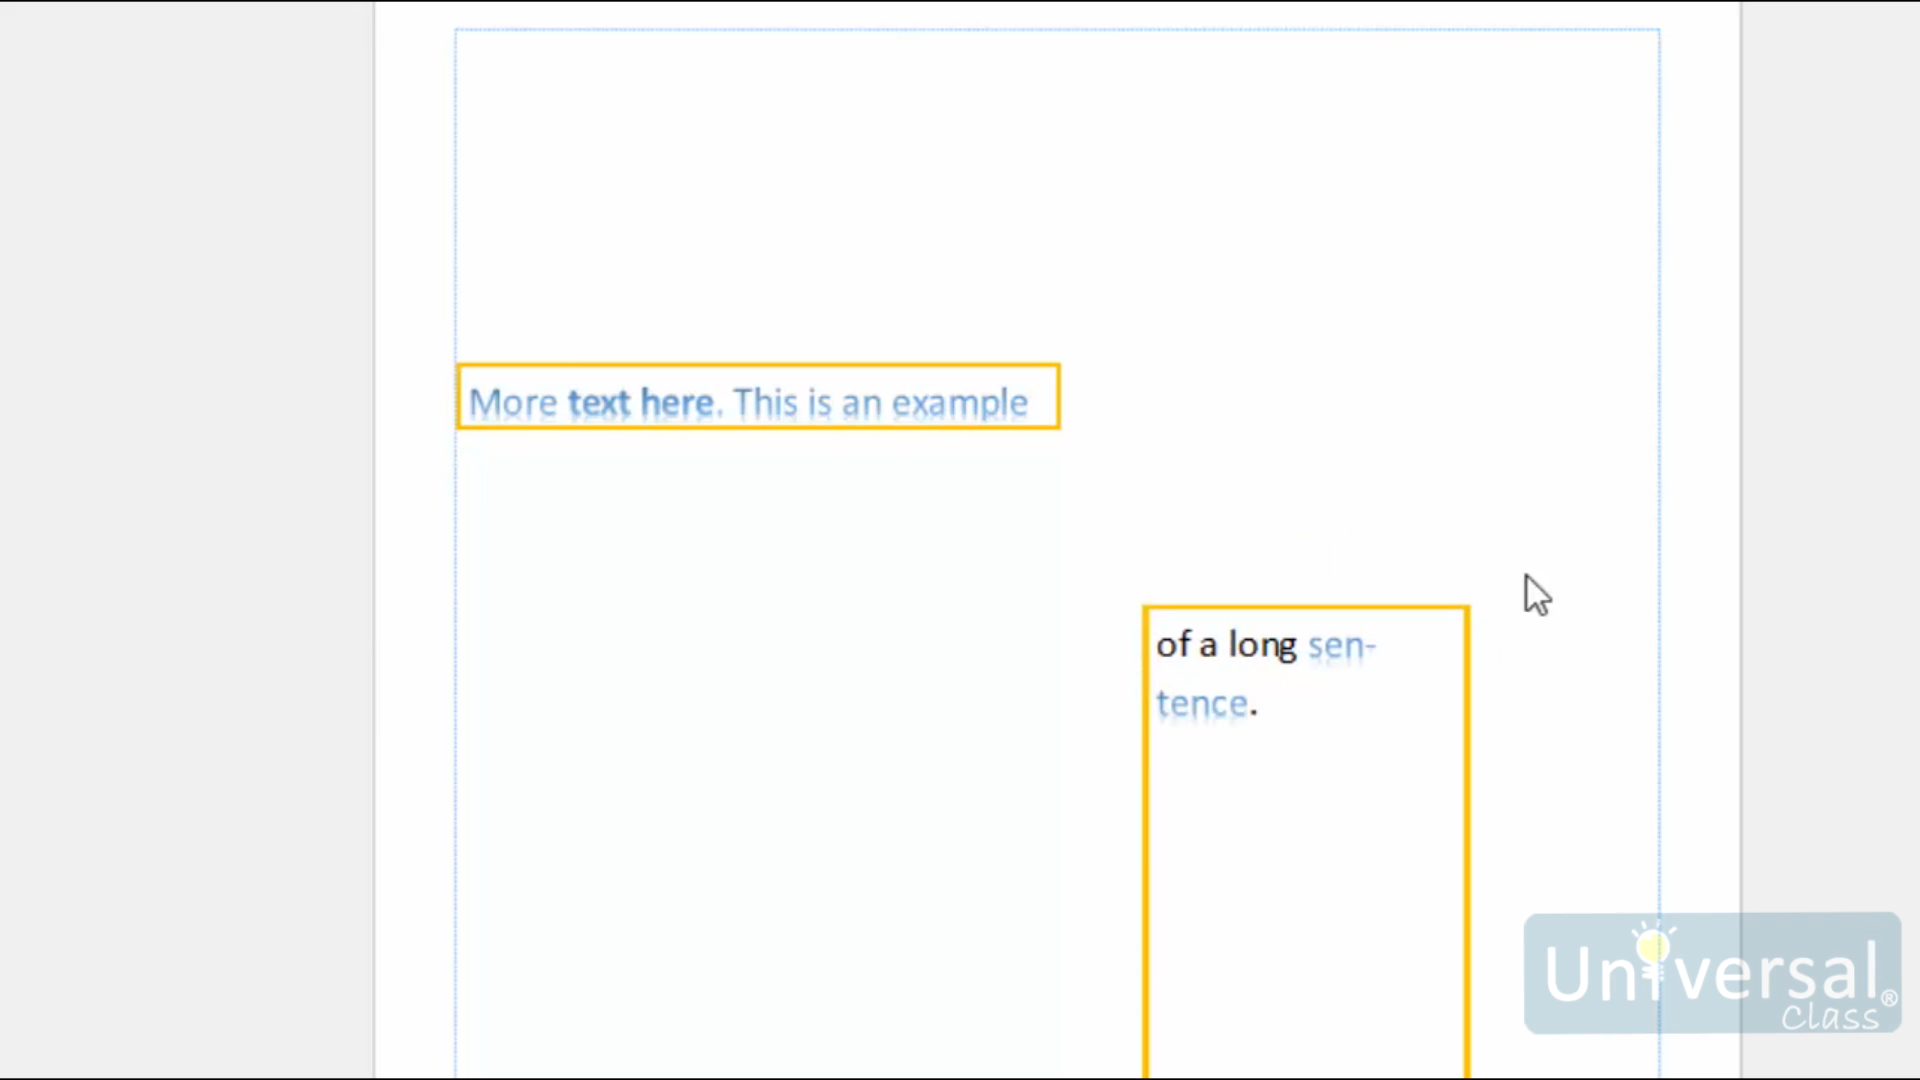 More text here. This is an example
of a long sen-
tence.
Universal®
Class